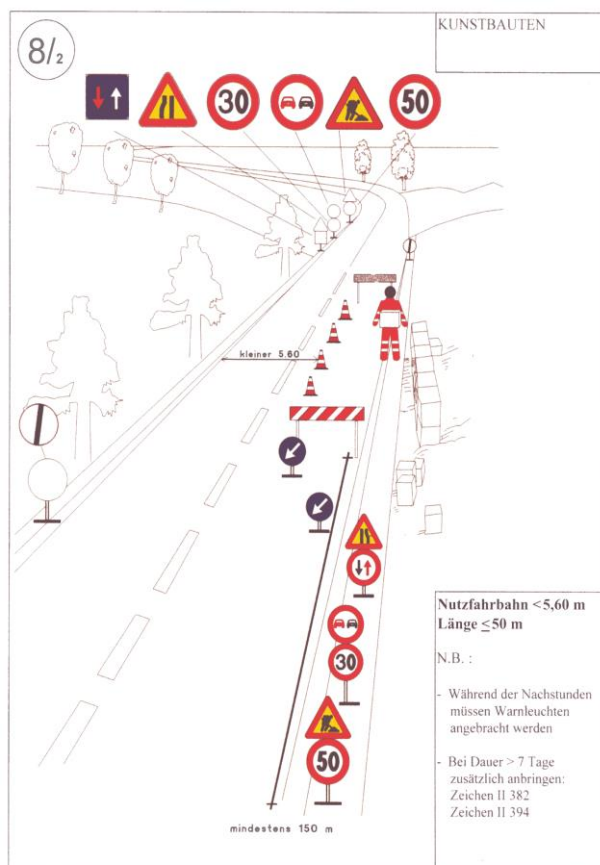 8/2
KUNSTBAUTEN
30
50
kleiner 5.60
30
50
mindestens 150 m
Nutzfahrbahn <5,60 m
Länge ≤50 m
N.B. :
- Während der Nachstunden
müssen Warnleuchten
angebracht werden
- Bei Dauer > 7 Tage
zusätzlich anbringen:
Zeichen II 382
Zeichen II 394